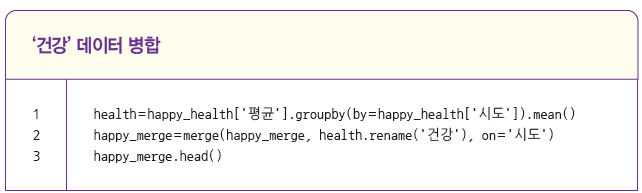 ‘건강’ 데이터 병합
1 health=happy_health['평균'].groupby(by=happy_health['시도']).mean()
2 happy_merge=merge(happy_merge, health.rename('건강'), on='시도')
3 happy_merge.head()